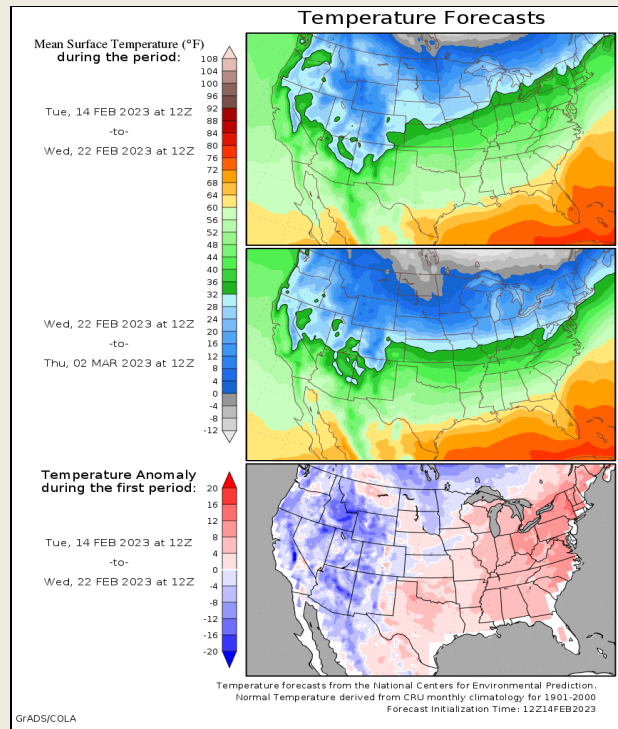 Temperature Forecasts
Mean Surface Temperature (°F)
during the period:
Tue, 14 FEB 2023 at 12Z
-to-
Wed, 22 FEB 2023 at 12Z
108
104
100
96
92
88
84
80
76
72
68
64
60
56
52
48
44
40
36
32
28
24
20
16
12
8
4
0
-4
-8
-12
Wed, 22 FEB 2023 at 12Z
-to-
Thu, 02 MAR 2023 at 12Z
Temperature Anomaly
during the first period:
Tue, 14 FEB 2023 at 12Z
-to-
Wed, 22 FEB 2023 at 12Z
20
16
12
8
4
0
-4
-8
-12
-16
-20
Temperature forecasts from the National Centers for Environmental Prediction.
Normal Temperature derived from CRU monthly climatology for 1901-2000
Forecast Initialization Time: 12Z14FEB2023
GrADS/COLA